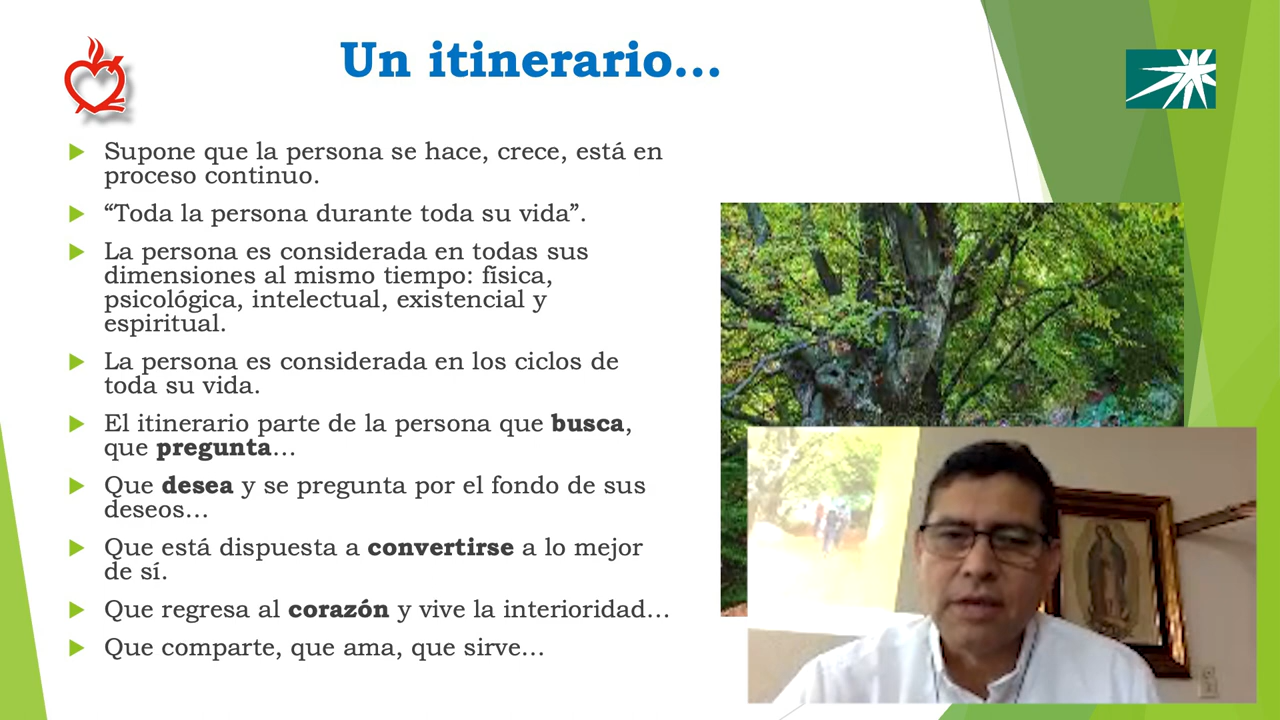 Un itinerario...
Supone que la persona se hace, crece, está en
proceso continuo.
“Toda la persona durante toda su vida”.
La persona es considerada en todas sus
dimensiones al mismo tiempo: física,
psicológica, intelectual, existencial y
espiritual.
La persona es considerada en los ciclos de
toda su vida.
El itinerario parte de la persona que busca,
que pregunta...
Que desea y se pregunta por el fondo de sus
deseos...
Que está dispuesta a convertirse a lo mejor
de sí.
Que regresa al corazón y vive la interioridad...
Que comparte, que ama, que sirve...